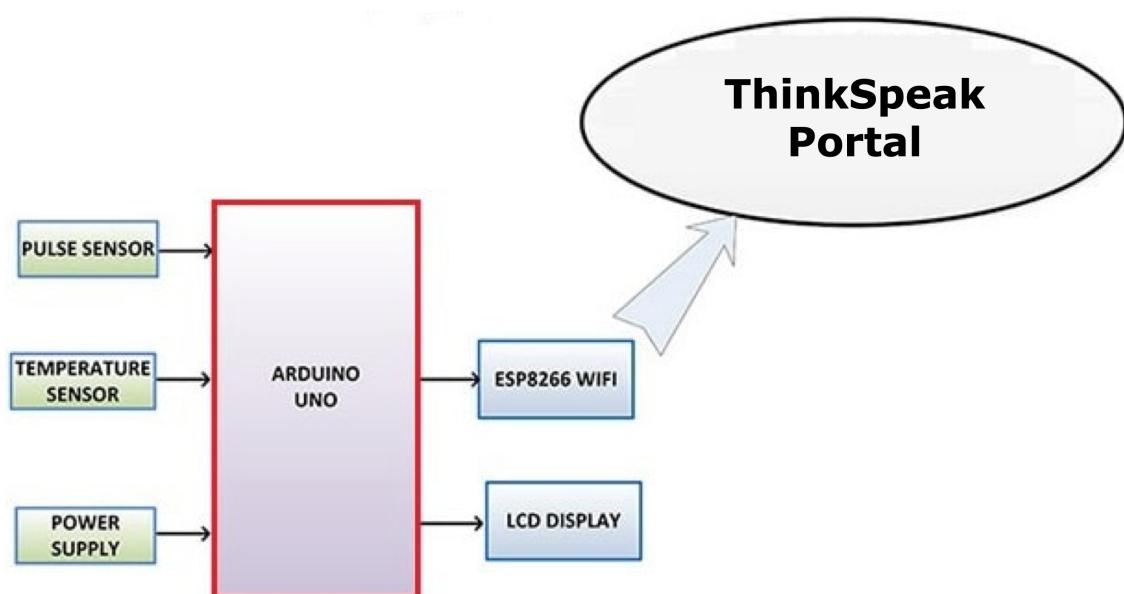 ThinkSpeak
Portal
PULSE SENSOR
TEMPERATURE
SENSOR
POWER
SUPPLY
ARDUINO
UNO
ESP8266 WIFI
LCD DISPLAY